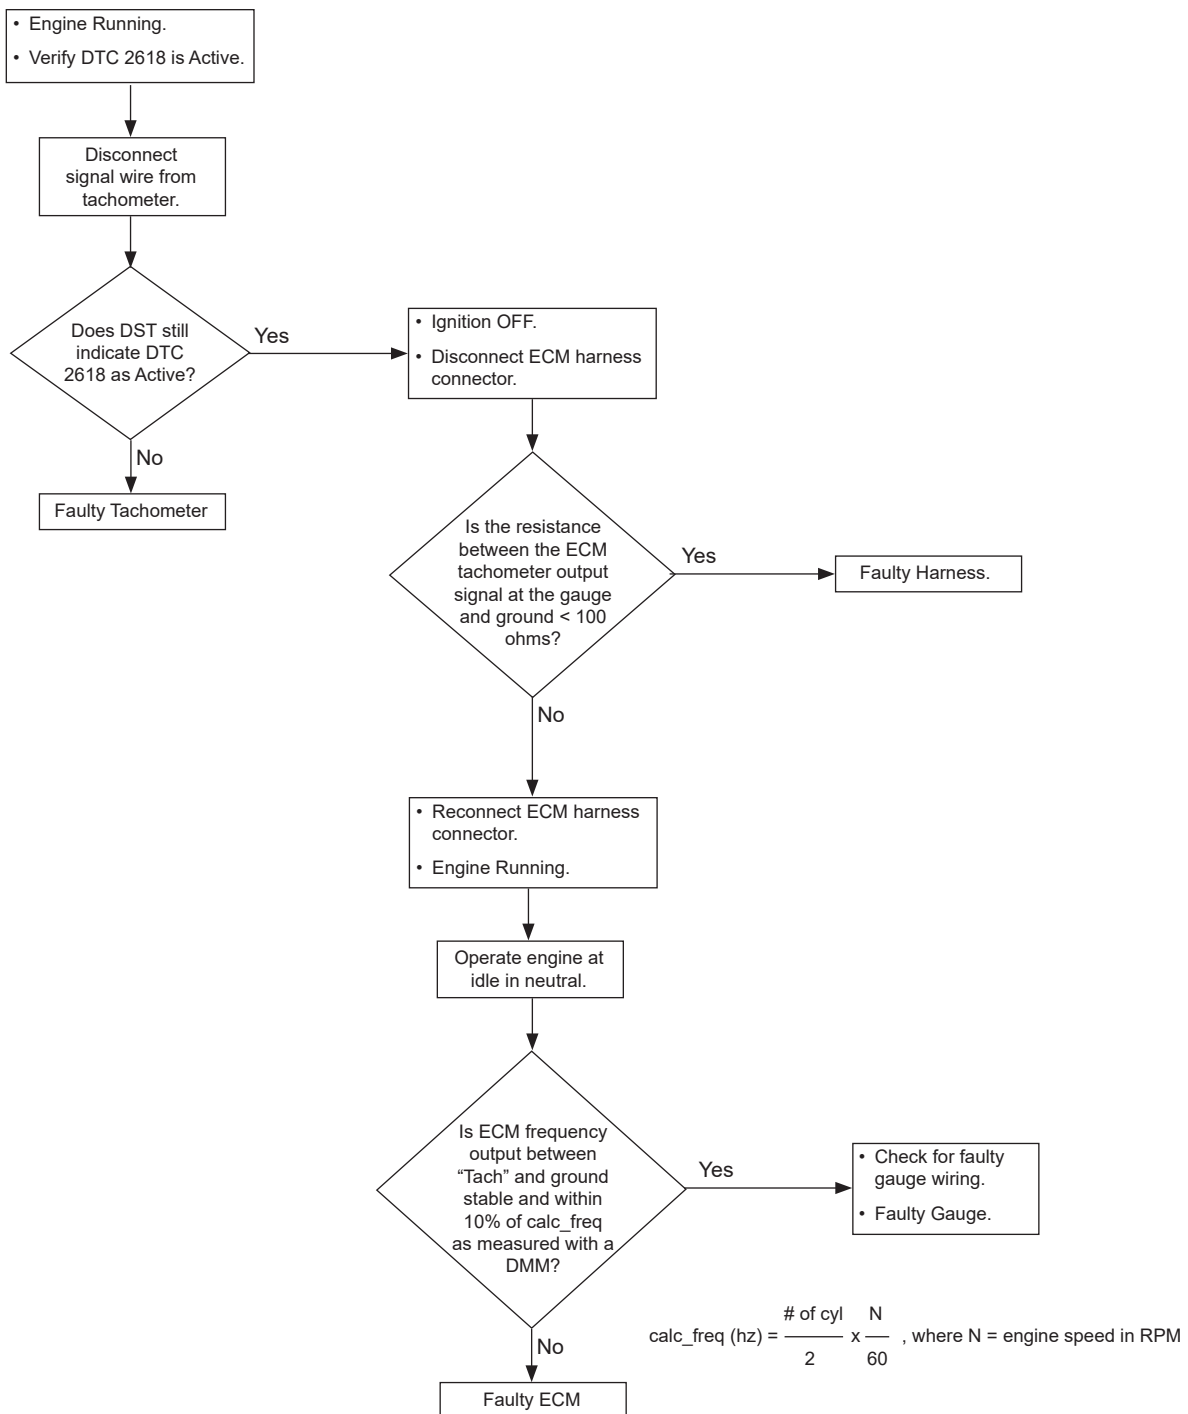 • Engine Running.
• Verify DTC 2618 is Active.
Disconnect
signal wire from
tachometer.
Does DST still
indicate DTC
2618 as Active?
Yes
No
Faulty Tachometer
• Ignition OFF.
• Disconnect ECM harness
connector.
Is the resistance
between the ECM
tachometer output
signal at the gauge
and ground < 100
ohms?
Yes
Faulty Harness.
No
• Reconnect ECM harness
connector.
• Engine Running.
Operate engine at
idle in neutral.
Is ECM frequency
output between
“Tach” and ground
stable and within
10% of calc_freq
as measured with a
DMM?
Yes
• Check for faulty
gauge wiring.
• Faulty Gauge.
No
Faulty ECM
# of cyl N
calc_freq (hz) = x , where N = engine speed in RPM
2 60